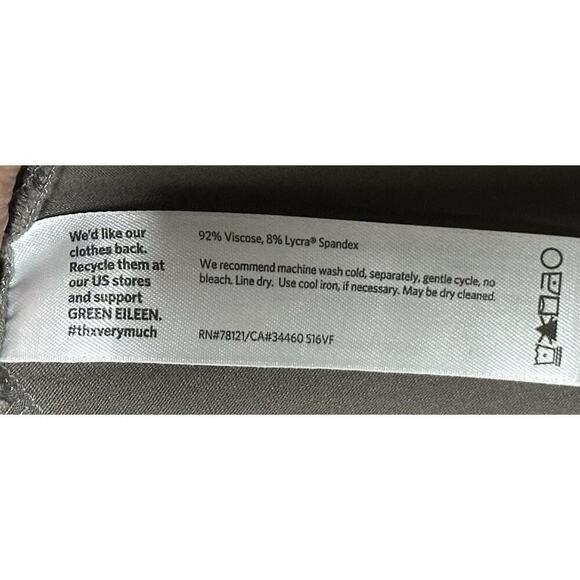 We'd like our
clothes back.
Recycle them at
our US stores
and support
GREEN EILEEN.
#thxverymuch
92% Viscose, 8% Lycra® Spandex
We recommend machine wash cold, separately, gentle cycle, no
bleach. Line dry. Use cool iron, if necessary. May be dry cleaned.
RN#78121/CA#34460 S16VF